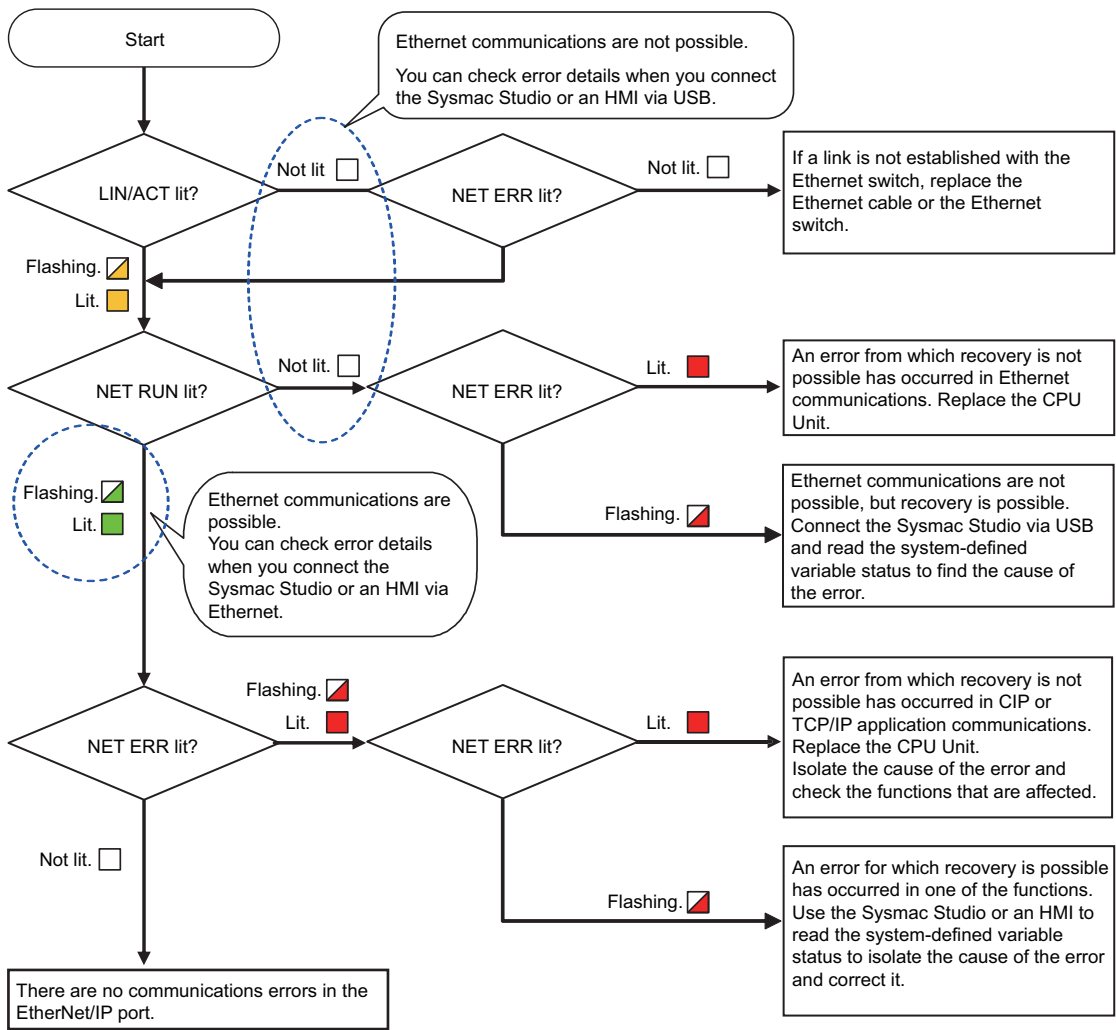 Start
Ethernet communications are not possible.
You can check error details when you connect
the Sysmac Studio or an HMI via USB.
LIN/ACT lit?
Not lit
NET ERR lit?
Not lit.
If a link is not established with the
Ethernet switch, replace the
Ethernet cable or the Ethernet
switch.
Flashing.
Lit.
NET RUN lit?
Not lit.
NET ERR lit?
Lit.
An error from which recovery is not
possible has occurred in Ethernet
communications. Replace the CPU
Unit.
Flashing.
Lit.
Ethernet communications are
possible.
You can check error details
when you connect the
Sysmac Studio or an HMI via
Ethernet.
Flashing.
Ethernet communications are not
possible, but recovery is possible.
Connect the Sysmac Studio via USB
and read the system-defined
variable status to find the cause of
the error.
NET ERR lit?
Flashing.
Lit.
NET ERR lit?
Lit.
An error from which recovery is not
possible has occurred in CIP or
TCP/IP application communications.
Replace the CPU Unit.
Isolate the cause of the error and
check the functions that are affected.
Not lit.
Flashing.
An error for which recovery is possible
has occurred in one of the functions.
Use the Sysmac Studio or an HMI to
read the system-defined variable
status to isolate the cause of the error
and correct it.
There are no communications errors in the
EtherNet/IP port.